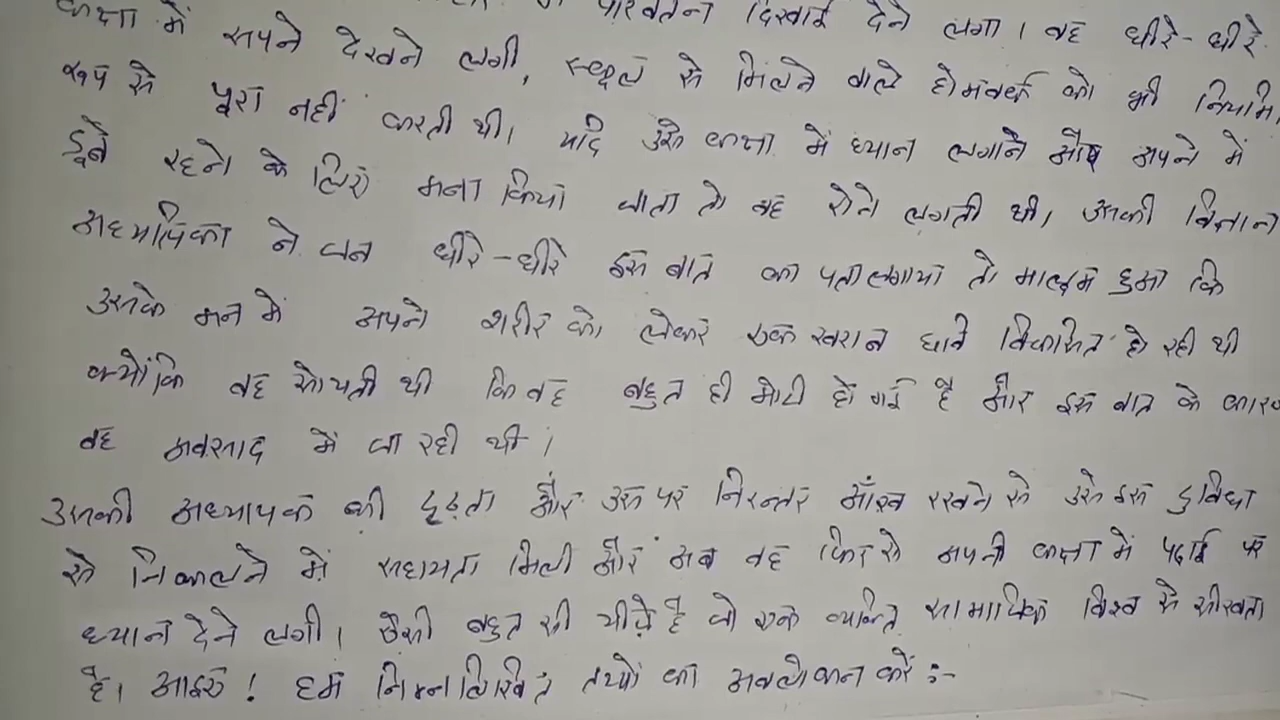 में परिवर्तन दिखाई देने लगा। वह धीरे-धीरे
कक्षा में सपने देखने लगी, स्कूल से मिलने वाले होमवर्क को भी नियमि
रूप से पूरा नहीं करती थी। यदि उसे कक्षा में ध्यान लगाने और सपने में
डूबे रहने के लिए मना किया जाता तो वह रोने लगती थी। उसकी विज्ञान
अध्यापिका ने जब धीरे-धीरे इस बात का पता लगाया तो मालूम हुआ कि
उसके मन में अपने शरीर को लेकर एक खराब छवि विकसित हो रही थी
क्योंकि वह सोचती थी कि वह बहुत ही मोटी हो गई है और इस बात के कारण
वह अवसाद में जा रही थी।
उसकी अध्यापक की दृढ़ता और उस पर निरन्तर आँख रखने से उसे इस दुविधा
से निकालने में सहायता मिली और अब वह फिर से अपनी कक्षा में पढाई पर
ध्यान देने लगी। ऐसी बहुत सी चीज़े है जो एक व्यक्ति सामाजिक विश्व से सीखता
है। आइए! हम निम्नलिखित तथ्यों का अवलोकन करें :-